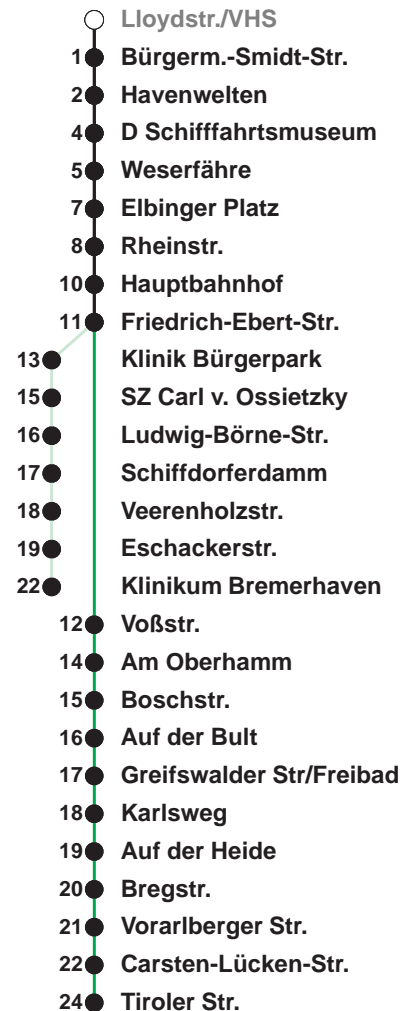 Lloydstr./VHS
1 Bürgerm.-Smidt-Str.
2 Havenwelten
4 D Schifffahrtsmuseum
5 Weserfähre
7 Elbinger Platz
8 Rheinstr.
10 Hauptbahnhof
11 Friedrich-Ebert-Str.
13 Klinik Bürgerpark
15 SZ Carl v. Ossietzky
16 Ludwig-Börne-Str.
17 Schiffdorferdamm
18 Veerenholzstr.
19 Eschackerstr.
22 Klinikum Bremerhaven
12 Voßstr.
14 Am Oberhamm
15 Boschstr.
16 Auf der Bult
17 Greifswalder Str/Freibad
18 Karlsweg
19 Auf der Heide
20 Bregstr.
21 Vorarlberger Str.
22 Carsten-Lücken-Str.
24 Tiroler Str.